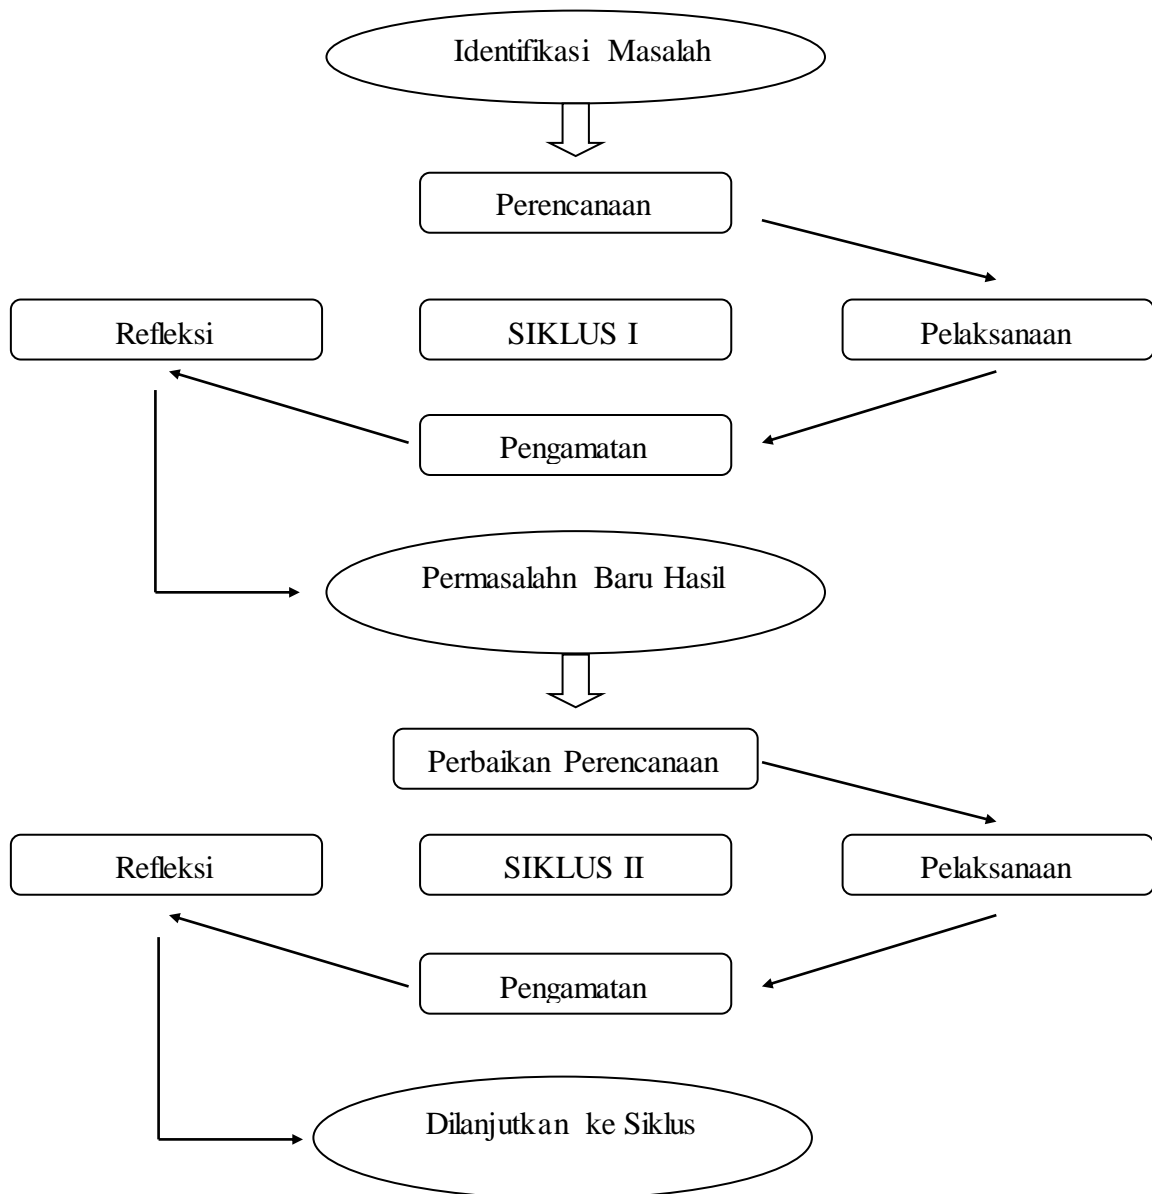 Identifikasi Masalah
Perencanaan
Refleksi
SIKLUS I
Pelaksanaan
Pengamatan
Permasalahn Baru Hasil
Perbaikan Perencanaan
Refleksi
SIKLUS II
Pelaksanaan
Pengamatan
Dilanjutkan ke Siklus